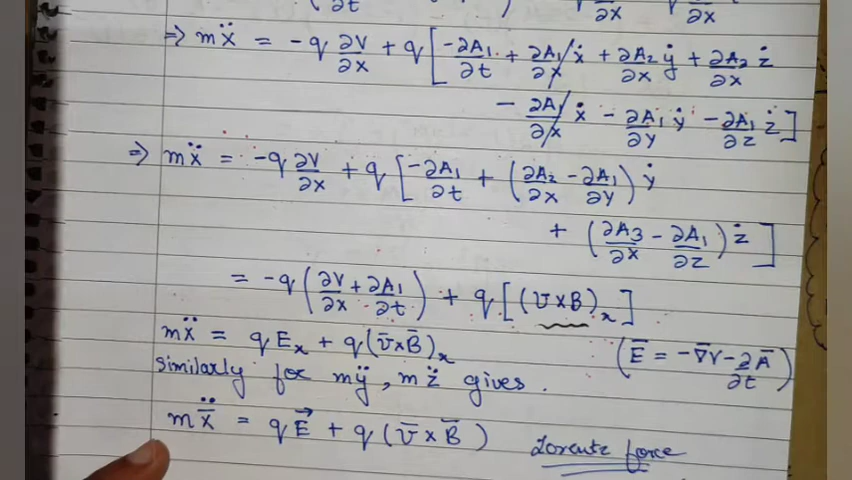 ∂t ∂x ∂x
⇒ mẍ = -q ∂V/∂x + q [ -∂A₁/∂t + ∂A₁/∂x ẋ + ∂A₂/∂x ẏ + ∂A₃/∂x ż
- ∂A₁/∂x ẋ - ∂A₁/∂y ẏ - ∂A₁/∂z ż ]
⇒ mẍ = -q ∂V/∂x + q [ -∂A₁/∂t + (∂A₂/∂x - ∂A₁/∂y) ẏ
+ (∂A₃/∂x - ∂A₁/∂z) ż ]
= -q (∂V/∂x + ∂A₁/∂t) + q [(v×B)ₓ]
mẍ = qEₓ + q(v̄×B̄)ₓ (Ē = -∇̄V - ∂Ā/∂t)
similarly for mÿ, mz̈ gives.
mẍ̄ = qE⃗ + q(v̄×B̄) Lorentz force